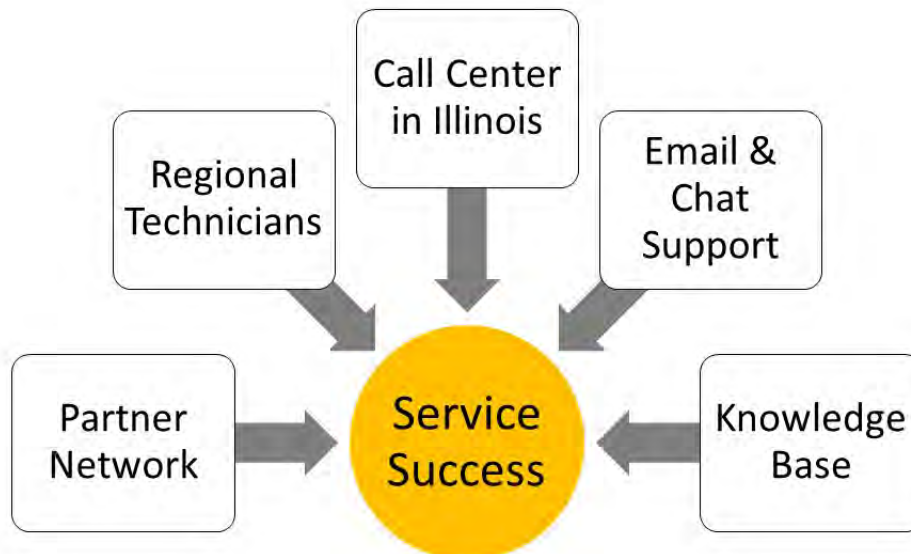 Call Center
in Illinois
Regional
Technicians
Email &
Chat
Support
Partner
Network
Service
Success
Knowledge
Base